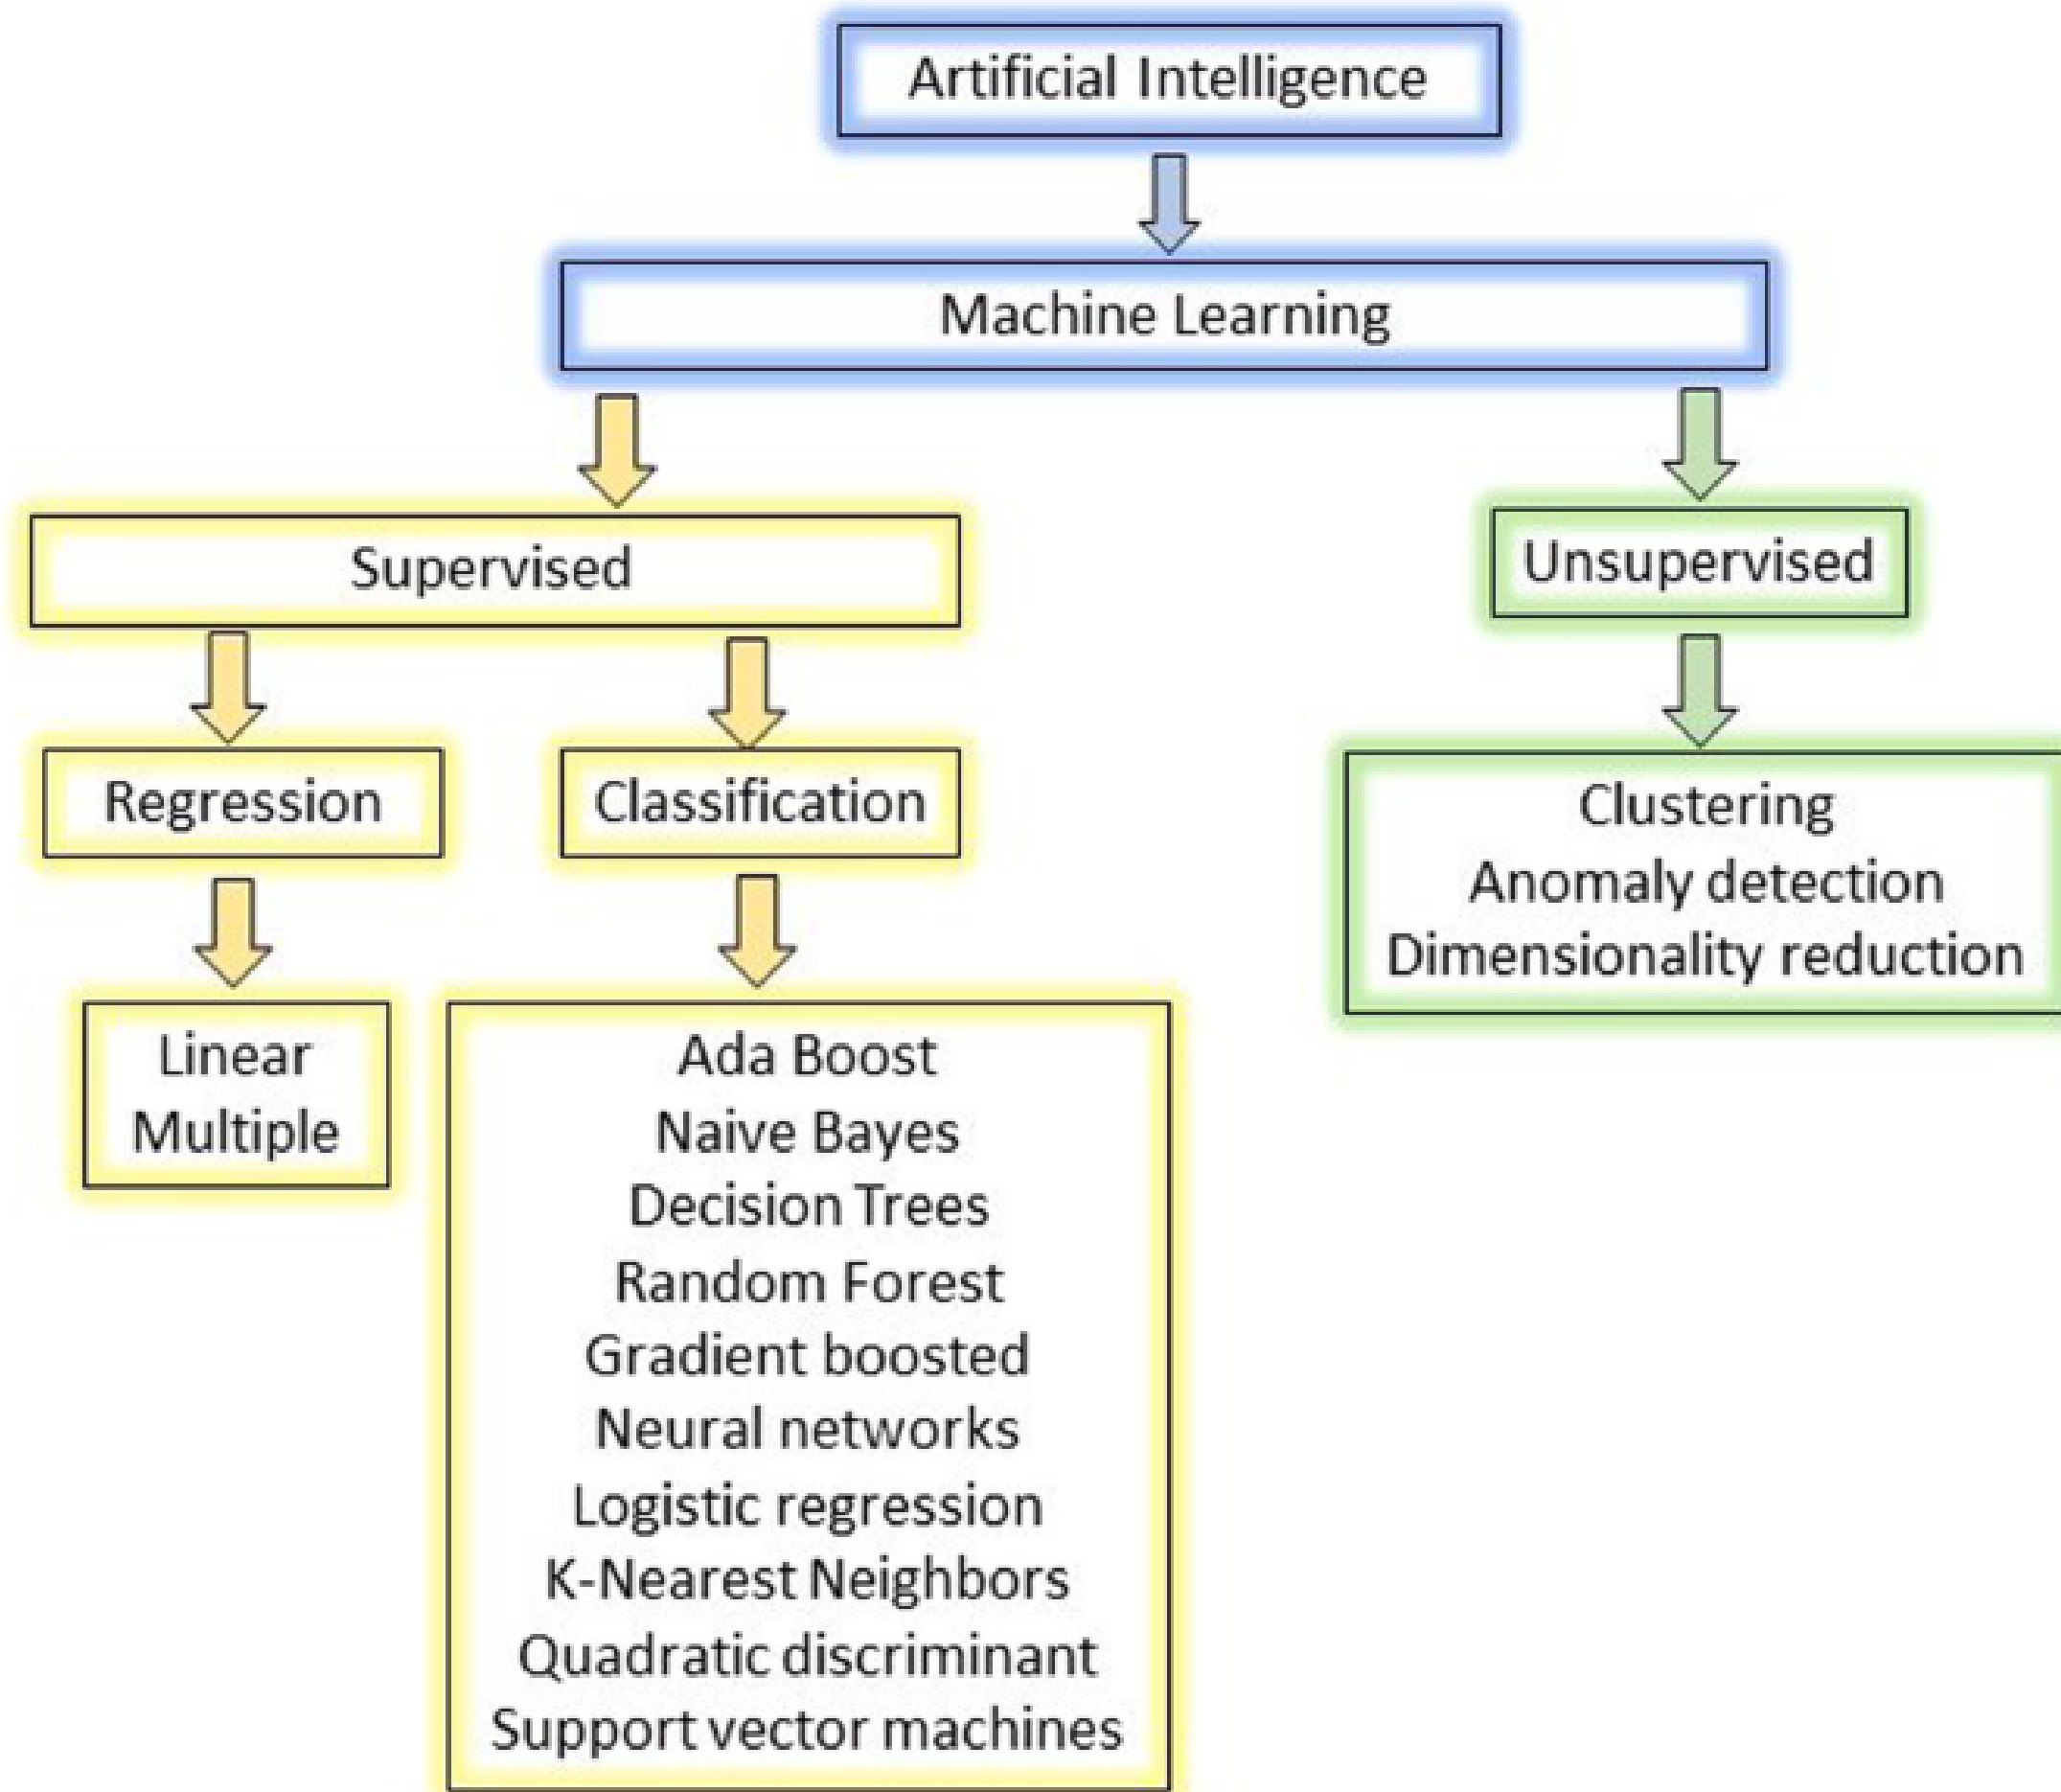 Artificial Intelligence
Machine Learning
Supervised
Unsupervised
Regression
Classification
Clustering
Anomaly detection
Dimensionality reduction
Linear
Multiple
Ada Boost
Naive Bayes
Decision Trees
Random Forest
Gradient boosted
Neural networks
Logistic regression
K-Nearest Neighbors
Quadratic discriminant
Support vector machines